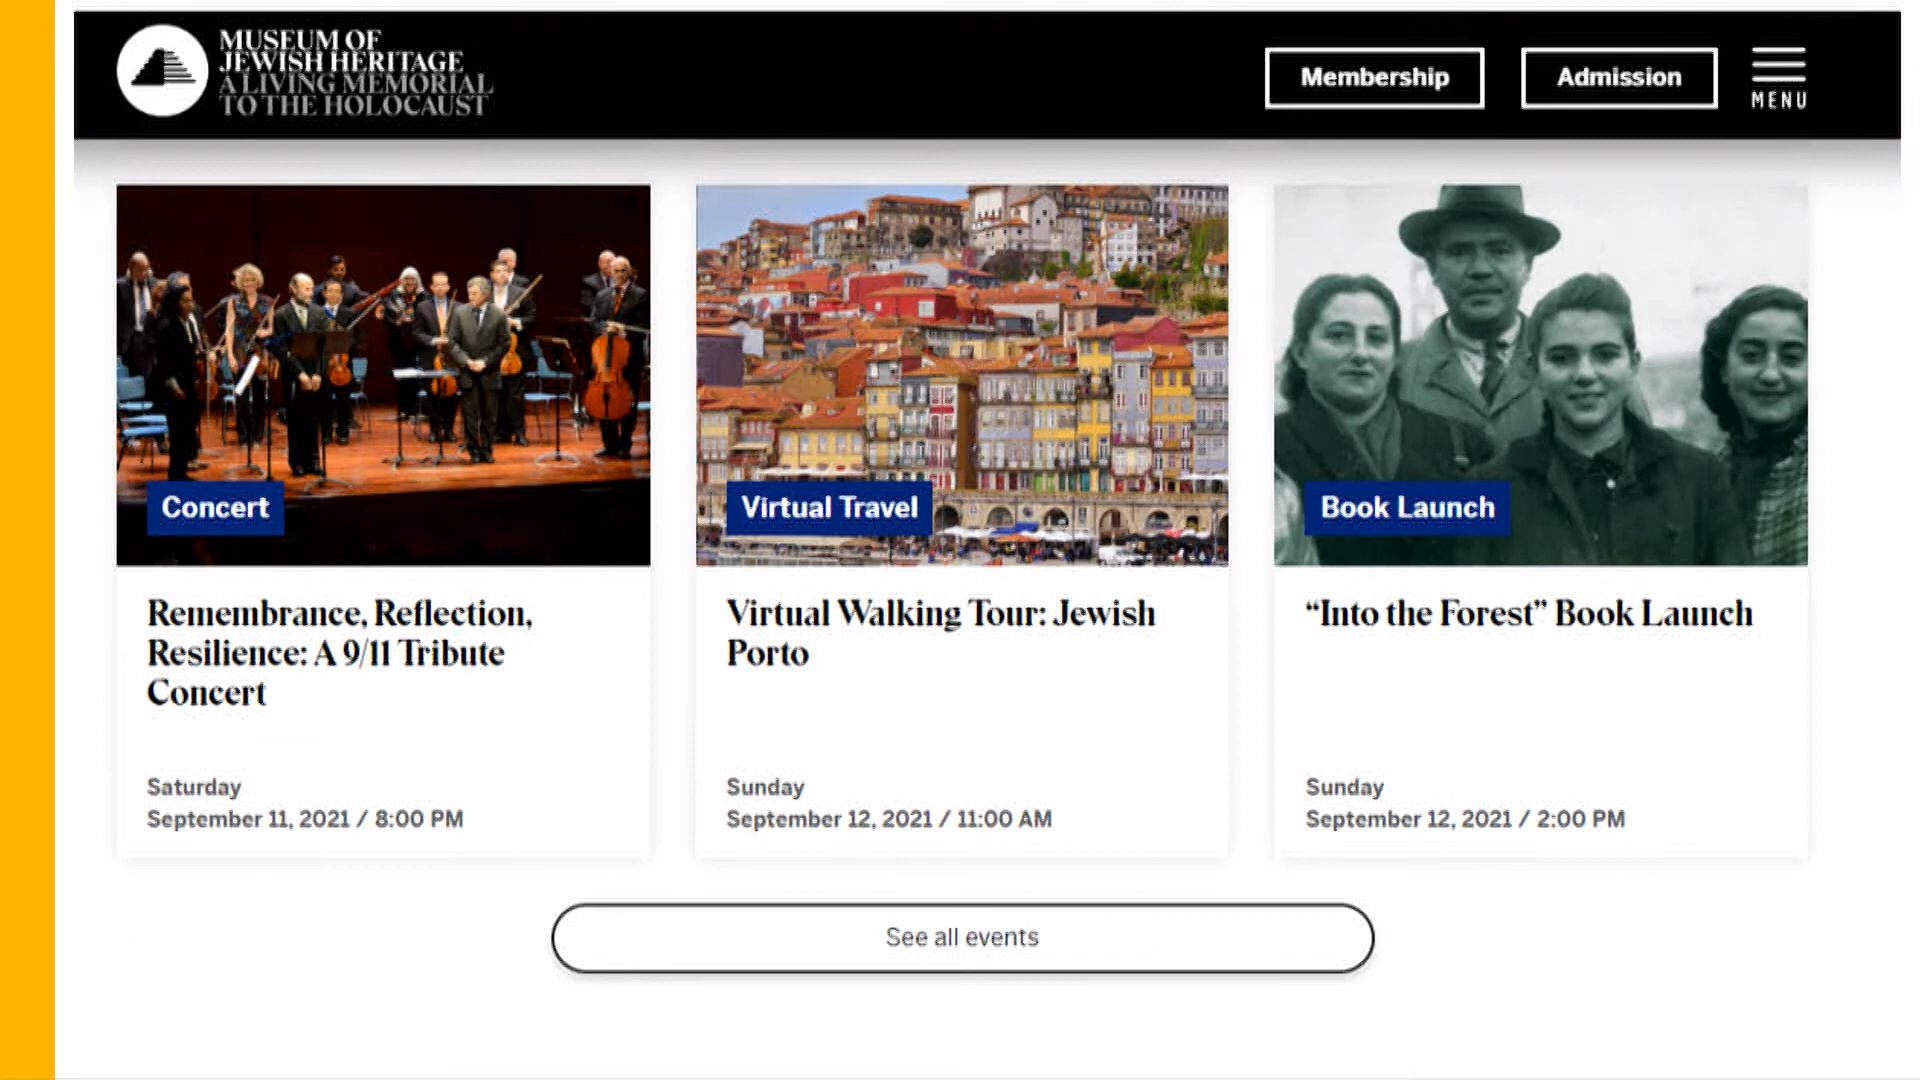 MUSEUM OF
JEWISH HERITAGE
A LIVING MEMORIAL
TO THE HOLOCAUST
Membership
Admission
MENU
Concert
Remembrance, Reflection,
Resilience: A 9/11 Tribute
Concert
Saturday
September 11, 2021 / 8:00 PM
Virtual Travel
Virtual Walking Tour: Jewish
Porto
Sunday
September 12, 2021 / 11:00 AM
Book Launch
“Into the Forest” Book Launch
Sunday
September 12, 2021 / 2:00 PM
See all events